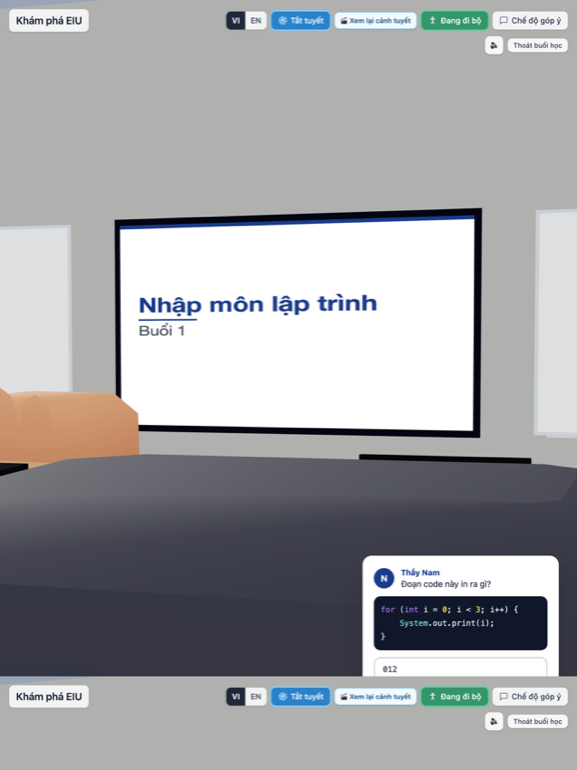 Khám phá EIU
VI EN Tắt tuyết Xem lại cảnh tuyết Đang đi bộ Chế độ góp ý
Thoát buổi học
Nhập môn lập trình
Buổi 1
N Thầy Nam
Đoạn code này in ra gì?
for (int i = 0; i < 3; i++) {
    System.out.print(i);
}
012
Khám phá EIU
VI EN Tắt tuyết Xem lại cảnh tuyết Đang đi bộ Chế độ góp ý
Thoát buổi học